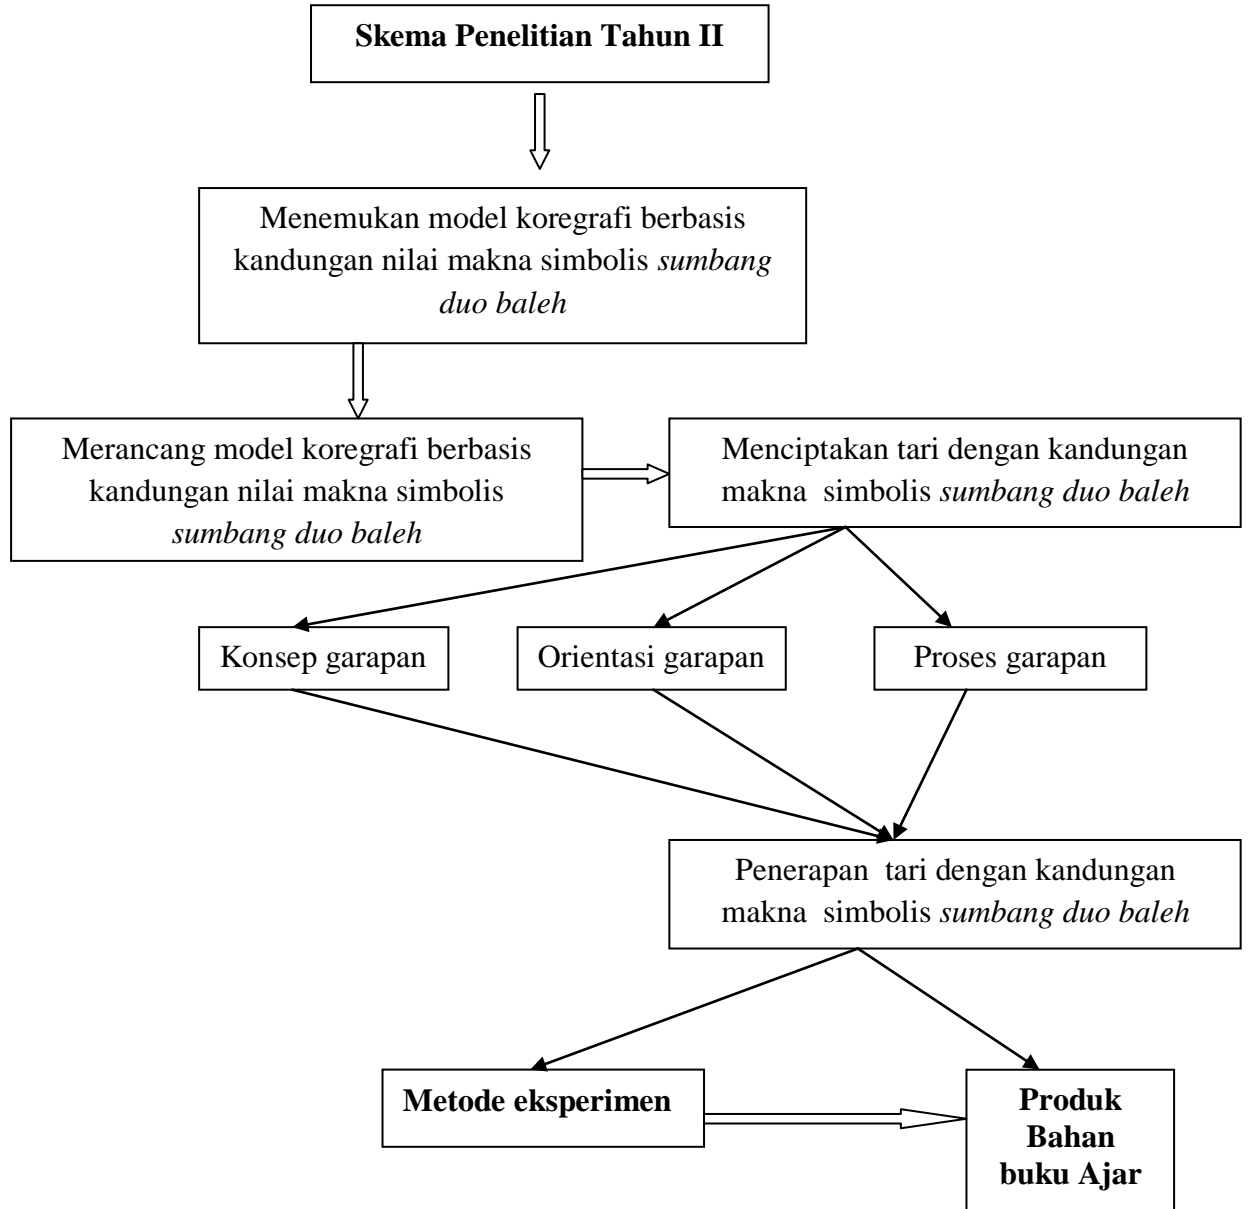 Skema Penelitian Tahun II
Menemukan model koregrafi berbasis
kandungan nilai makna simbolis sumbang
duo baleh
Merancang model koregrafi berbasis
kandungan nilai makna simbolis
sumbang duo baleh
Menciptakan tari dengan kandungan
makna simbolis sumbang duo baleh
Konsep garapan
Orientasi garapan
Proses garapan
Penerapan tari dengan kandungan
makna simbolis sumbang duo baleh
Metode eksperimen
Produk
Bahan
buku Ajar